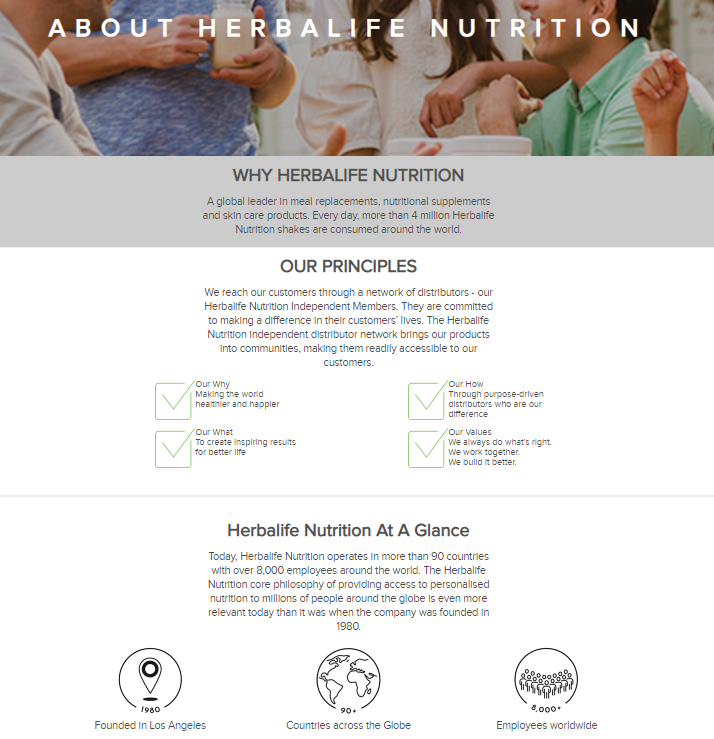 ABOUT HERBALIFE NUTRITION
WHY HERBALIFE NUTRITION
A global leader in meal replacements, nutritional supplements
and skin care products. Every day, more than 4 million Herbalife
Nutrition shakes are consumed around the world.
OUR PRINCIPLES
We reach our customers through a network of distributors - our
Herbalife Nutrition Independent Members. They are committed
to making a difference in their customers' lives. The Herbalife
Nutrition independent distributor network brings our products
into communities, making them readily accessible to our
customers.
Our Why
Making the world
healthier and happier
Our How
Through purpose-driven
distributors who are our
difference
Our What
To create inspiring results
for better life
Our Values
We always do what's right.
We work together.
We build it better.
Herbalife Nutrition At A Glance
Today, Herbalife Nutrition operates in more than 90 countries
with over 8,000 employees around the world. The Herbalife
Nutrition core philosophy of providing access to personalised
nutrition to millions of people around the globe is even more
relevant today than it was when the company was founded in
1980.
1980
90+
8,000+
Founded in Los Angeles
Countries across the Globe
Employees worldwide